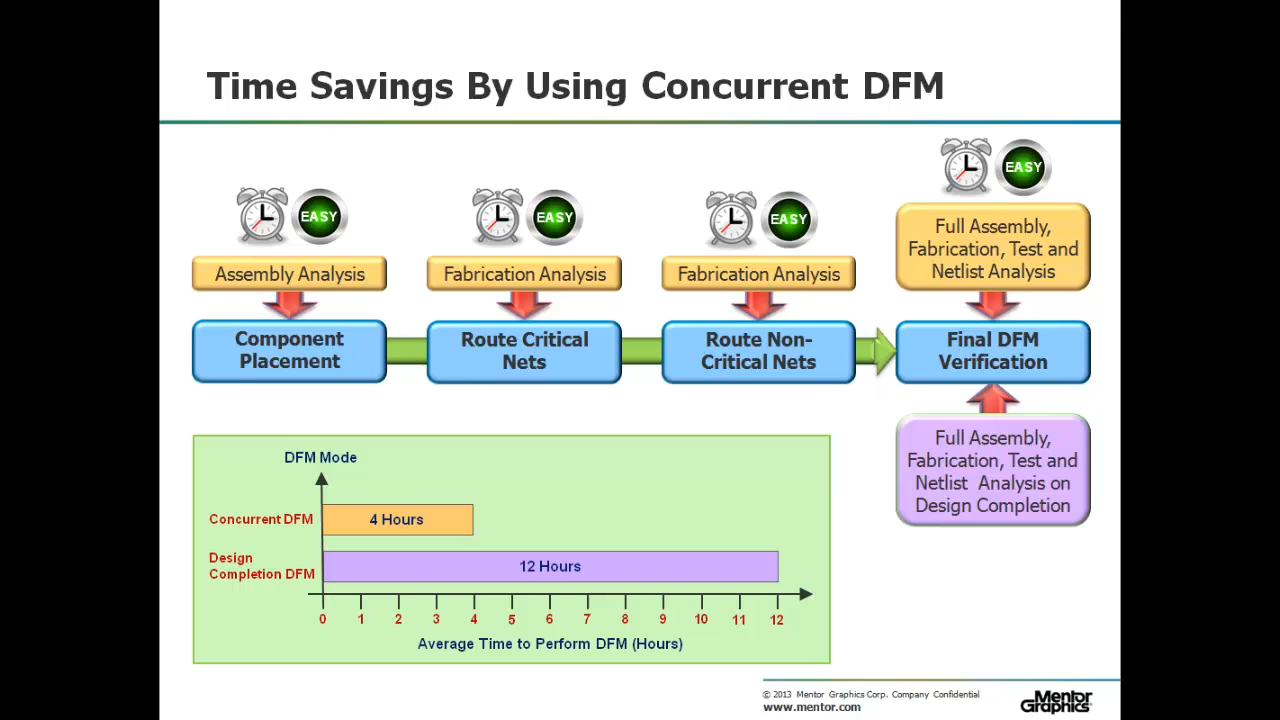 Time Savings By Using Concurrent DFM
EASY
EASY
EASY
EASY
Assembly Analysis
Fabrication Analysis
Fabrication Analysis
Full Assembly,
Fabrication, Test and
Netlist Analysis
Component
Placement
Route Critical
Nets
Route Non-
Critical Nets
Final DFM
Verification
Full Assembly,
Fabrication, Test and
Netlist Analysis on
Design Completion
DFM Mode
Concurrent DFM
4 Hours
Design
Completion DFM
12 Hours
0 1 2 3 4 5 6 7 8 9 10 11 12
Average Time to Perform DFM (Hours)
© 2013 Mentor Graphics Corp. Company Confidential
www.mentor.com
Mentor
Graphics